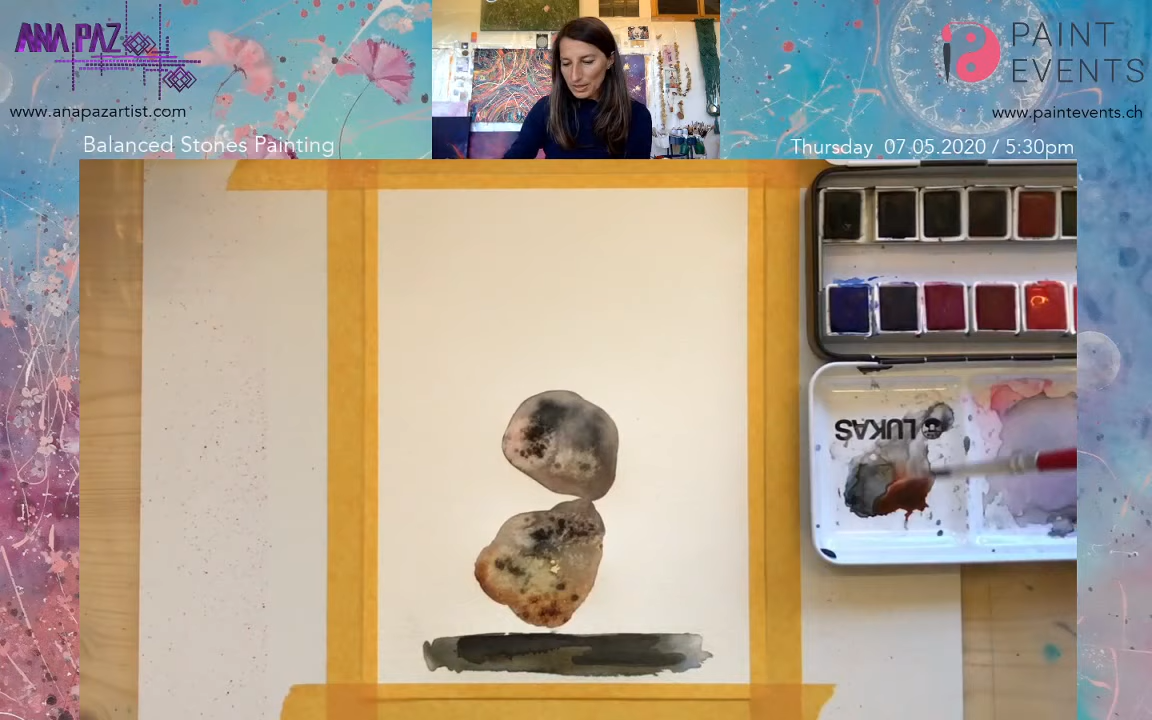 ANA PAZ
www.anapazartist.com
Balanced Stones Painting
PAINT
EVENTS
www.paintevents.ch
Thursday 07.05.2020 / 5:30pm
LUKAS